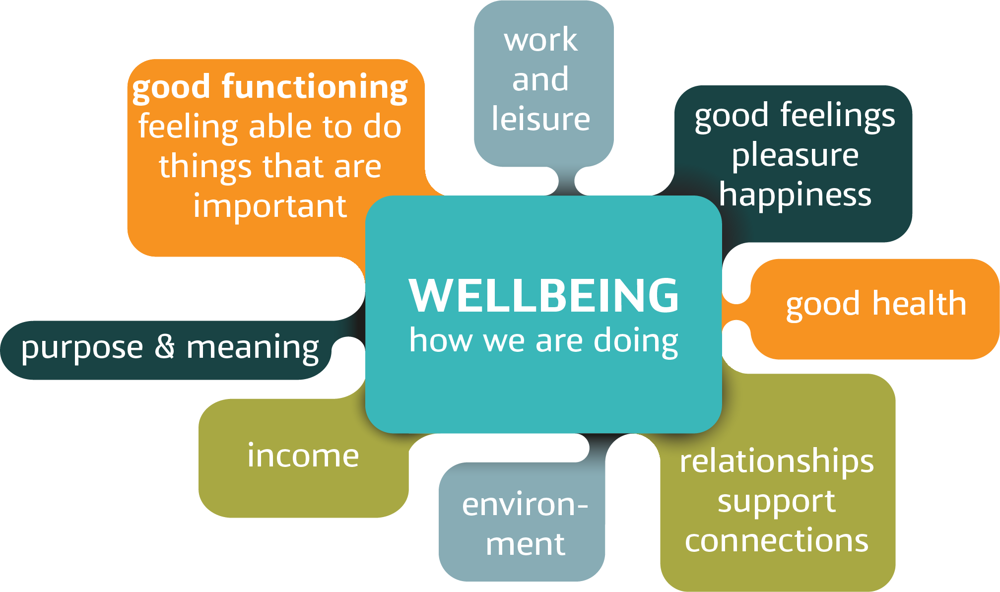 work
and
leisure
good functioning
feeling able to do
things that are
important
good feelings
pleasure
happiness
WELLBEING
how we are doing
good health
purpose & meaning
income
environ-
ment
relationships
support
connections